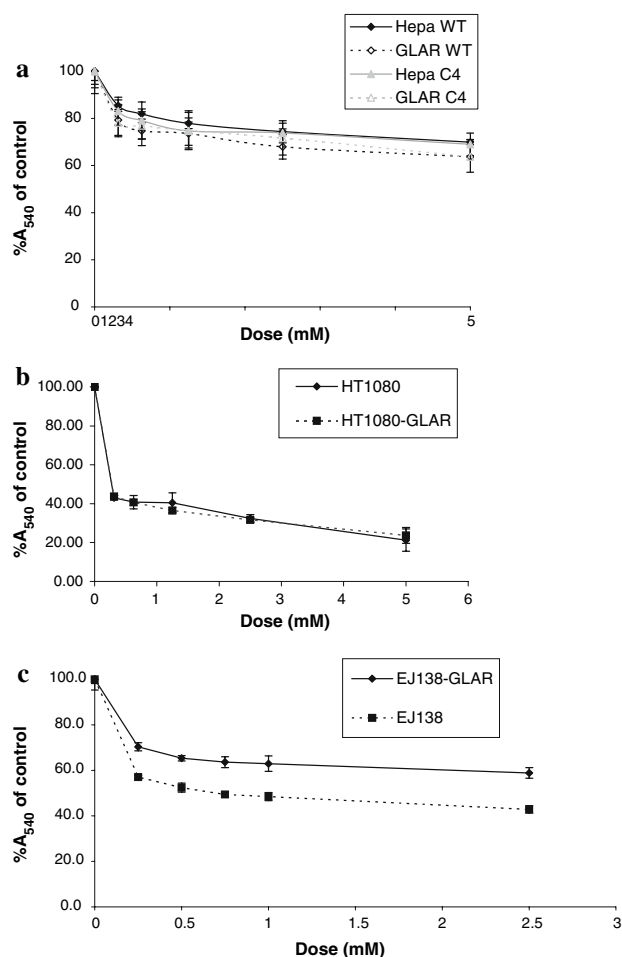 a
Hepa WT
GLAR WT
Hepa C4
GLAR C4
%A540 of control
100
80
60
40
20
0
01234 5
Dose (mM)
b
HT1080
HT1080-GLAR
%A540 of control
100.00
80.00
60.00
40.00
20.00
0.00
0 1 2 3 4 5 6
Dose (mM)
c
EJ138-GLAR
EJ138
%A540 of control
100.0
80.0
60.0
40.0
20.0
0.0
0 0.5 1 1.5 2 2.5 3
Dose (mM)